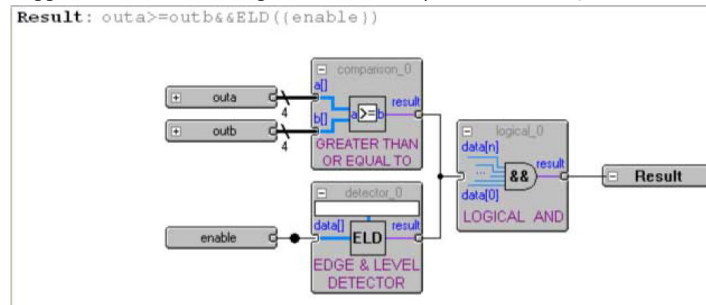 Result: outa>=outb&&ELD((enable))
comparison_0
outa
4
outb
4
a[]
b[]
a>=b
result
GREATER THAN
OR EQUAL TO
detector_0
enable
data[]
ELD
result
EDGE & LEVEL
DETECTOR
logical_0
data[n]
...
data[0]
&&
result
LOGICAL AND
Result